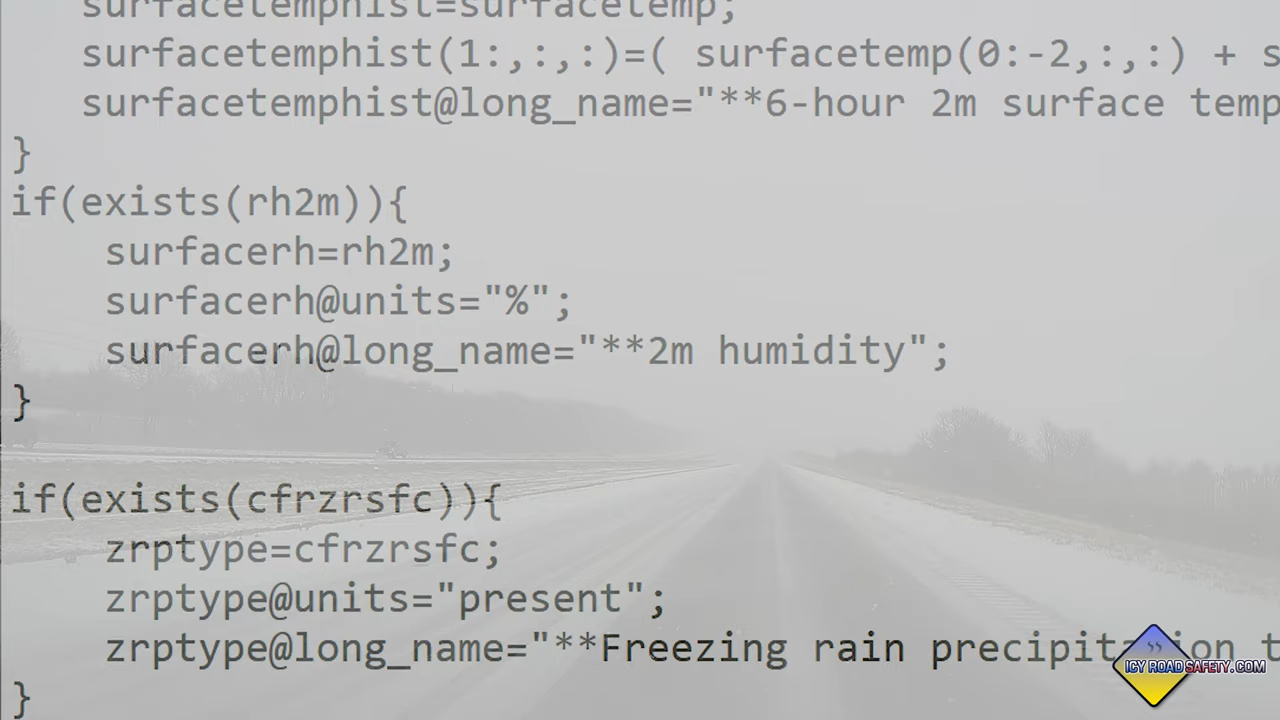 surfacetemphist=surfacetemp;
surfacetemphist(1:,:,:)=( surfacetemp(0:-2,:,:) + s
surfacetemphist@long_name="**6-hour 2m surface temp
}
if(exists(rh2m)){
surfacerh=rh2m;
surfacerh@units="%";
surfacerh@long_name="**2m humidity";
}
if(exists(cfrzrsfc)){
zrptype=cfrzrsfc;
zrptype@units="present";
zrptype@long_name="**Freezing rain precipitation t
}
ICY ROAD SAFETY.COM